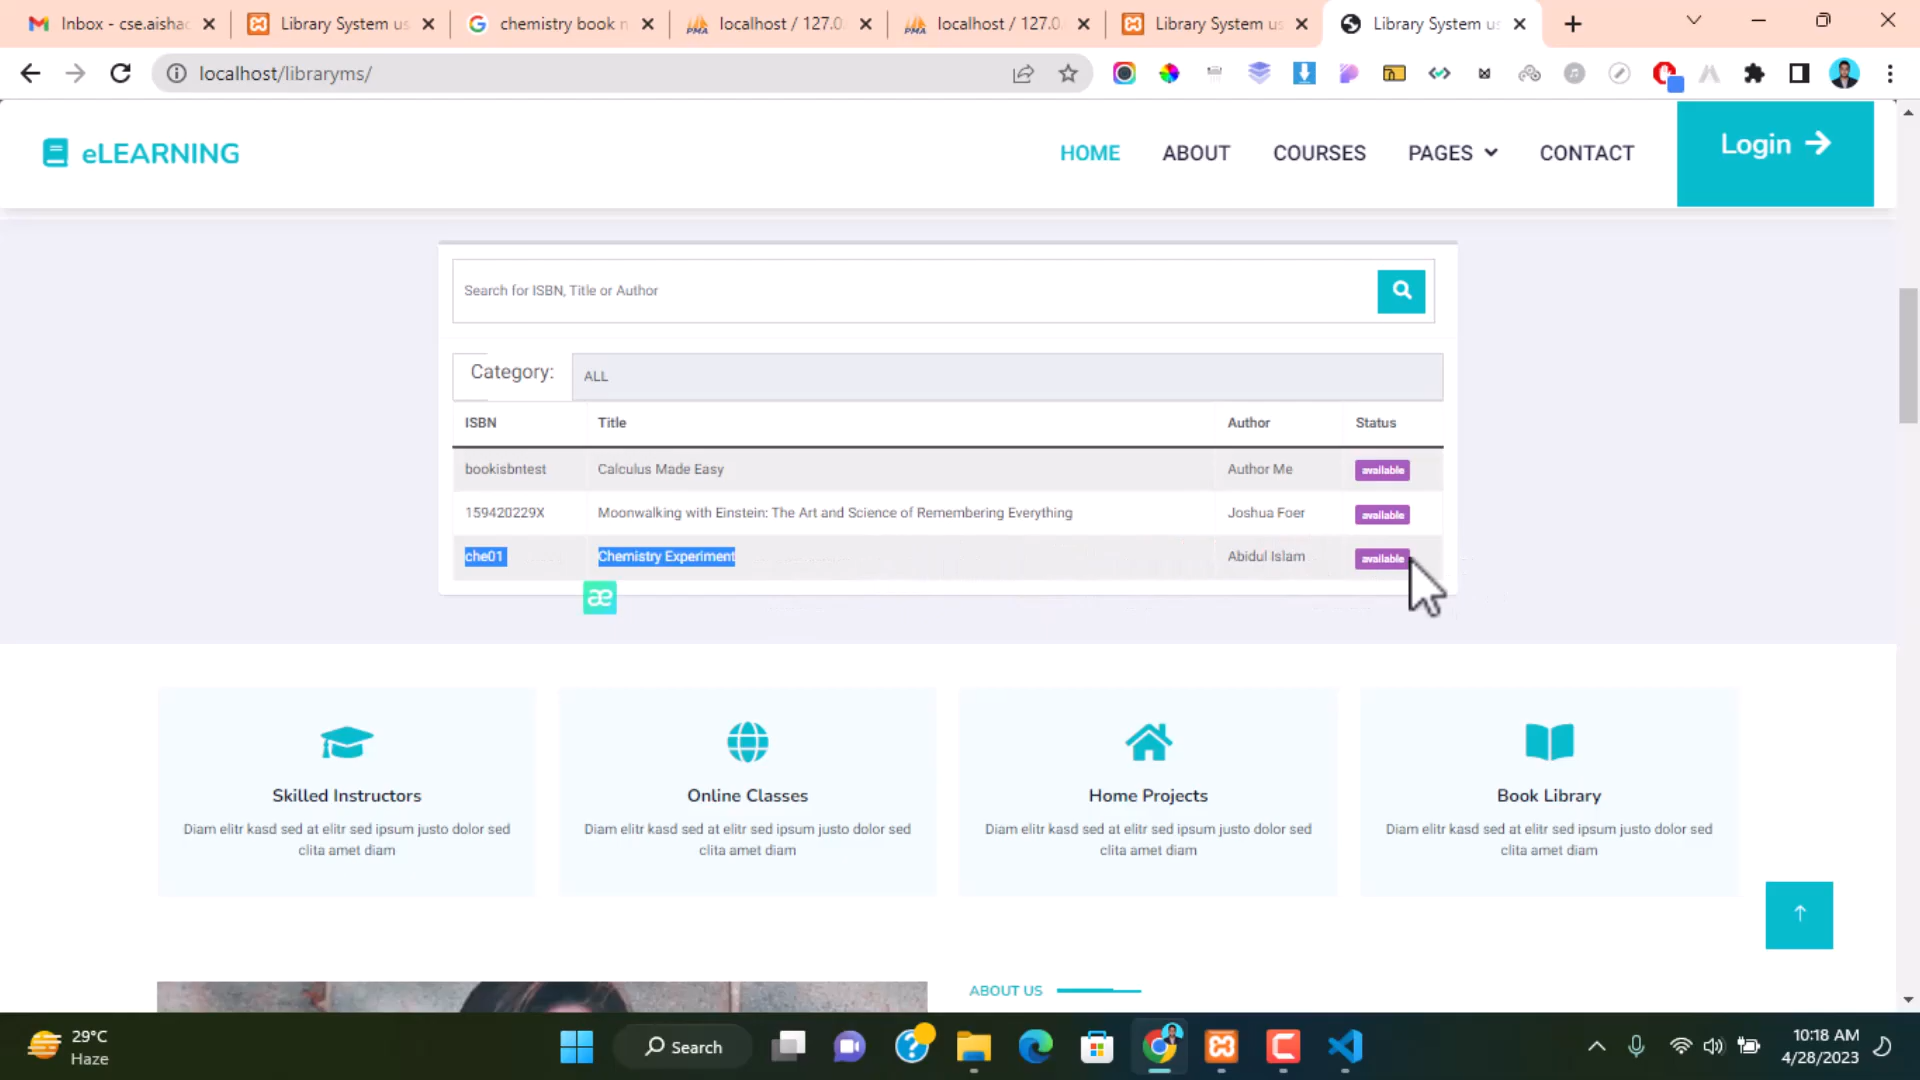 Inbox - cse.aishac
Library System us
chemistry book n
localhost / 127.0.
localhost / 127.0.
Library System us
Library System us
localhost/libraryms/
eLEARNING
HOME
ABOUT
COURSES
PAGES
CONTACT
Login
Search for ISBN, Title or Author
Category:
ALL
ISBN Title Author Status
bookisbntest Calculus Made Easy Author Me available
159420229X Moonwalking with Einstein: The Art and Science of Remembering Everything Joshua Foer available
che01 Chemistry Experiment Abidul Islam available
æ
Skilled Instructors
Diam elitr kasd sed at elitr sed ipsum justo dolor sed
clita amet diam
Online Classes
Diam elitr kasd sed at elitr sed ipsum justo dolor sed
clita amet diam
Home Projects
Diam elitr kasd sed at elitr sed ipsum justo dolor sed
clita amet diam
Book Library
Diam elitr kasd sed at elitr sed ipsum justo dolor sed
clita amet diam
ABOUT US
29°C
Haze
Search
10:18 AM
4/28/2023